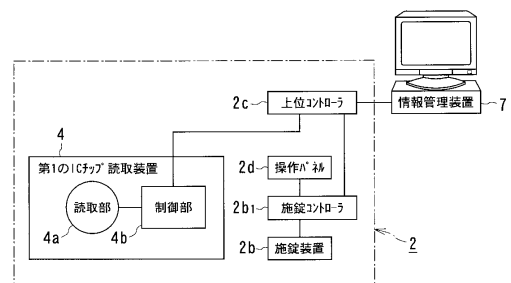 2c
上位コントローラ
情報管理装置
7
4
第1のICチップ読取装置
2d
操作パネル
読取部
制御部
2b1
施錠コントローラ
4a
4b
2b
施錠装置
2